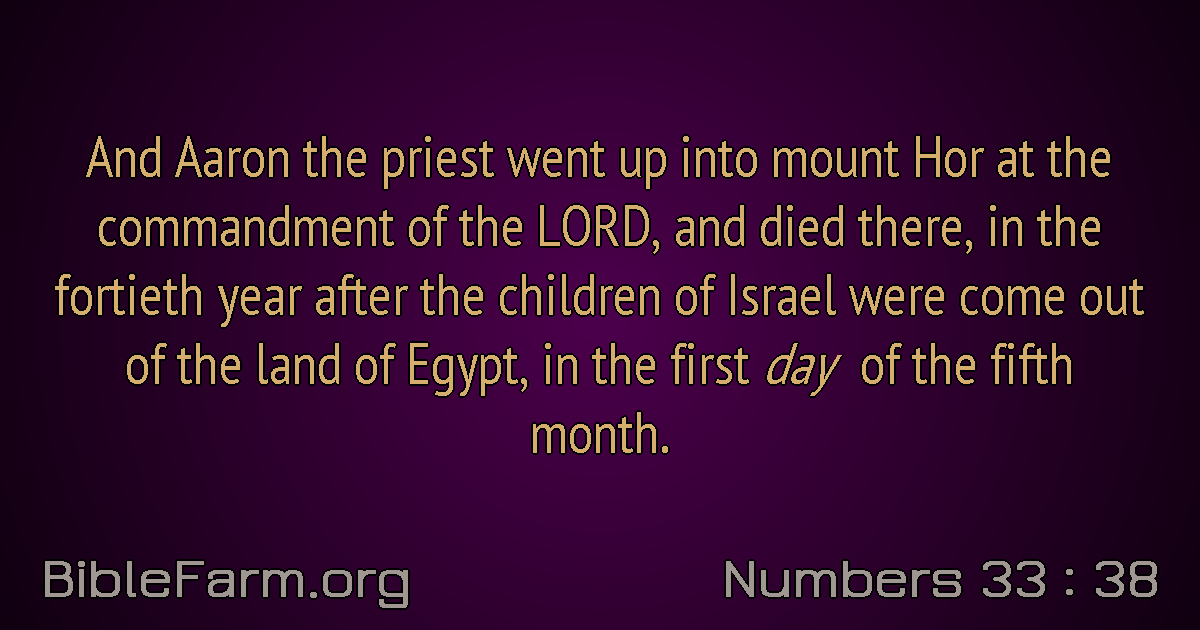 And Aaron the priest went up into mount Hor at the
commandment of the LORD, and died there, in the
fortieth year after the children of Israel were come out
of the land of Egypt, in the first day of the fifth
month.
BibleFarm.org
Numbers 33 : 38